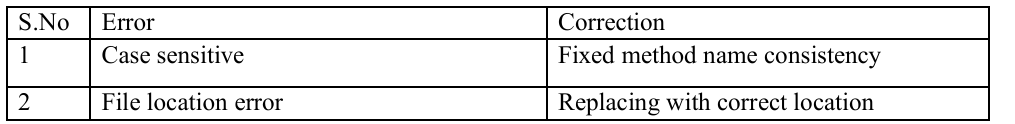 S.No Error Correction
1 Case sensitive Fixed method name consistency
2 File location error Replacing with correct location